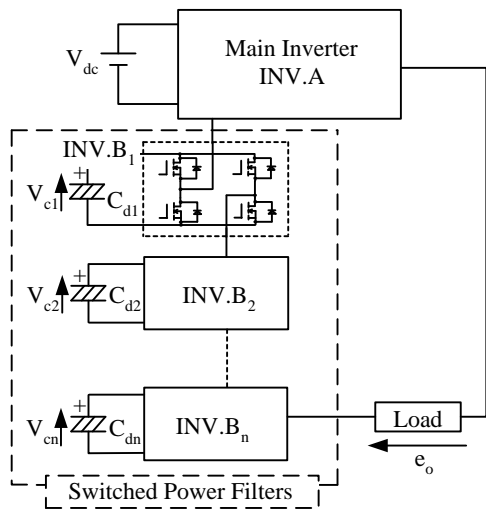 Main Inverter
INV.A
V_dc
INV.B_1
+
V_c1
C_d1
+
V_c2
C_d2
INV.B_2
+
V_cn
C_dn
INV.B_n
Load
e_o
Switched Power Filters